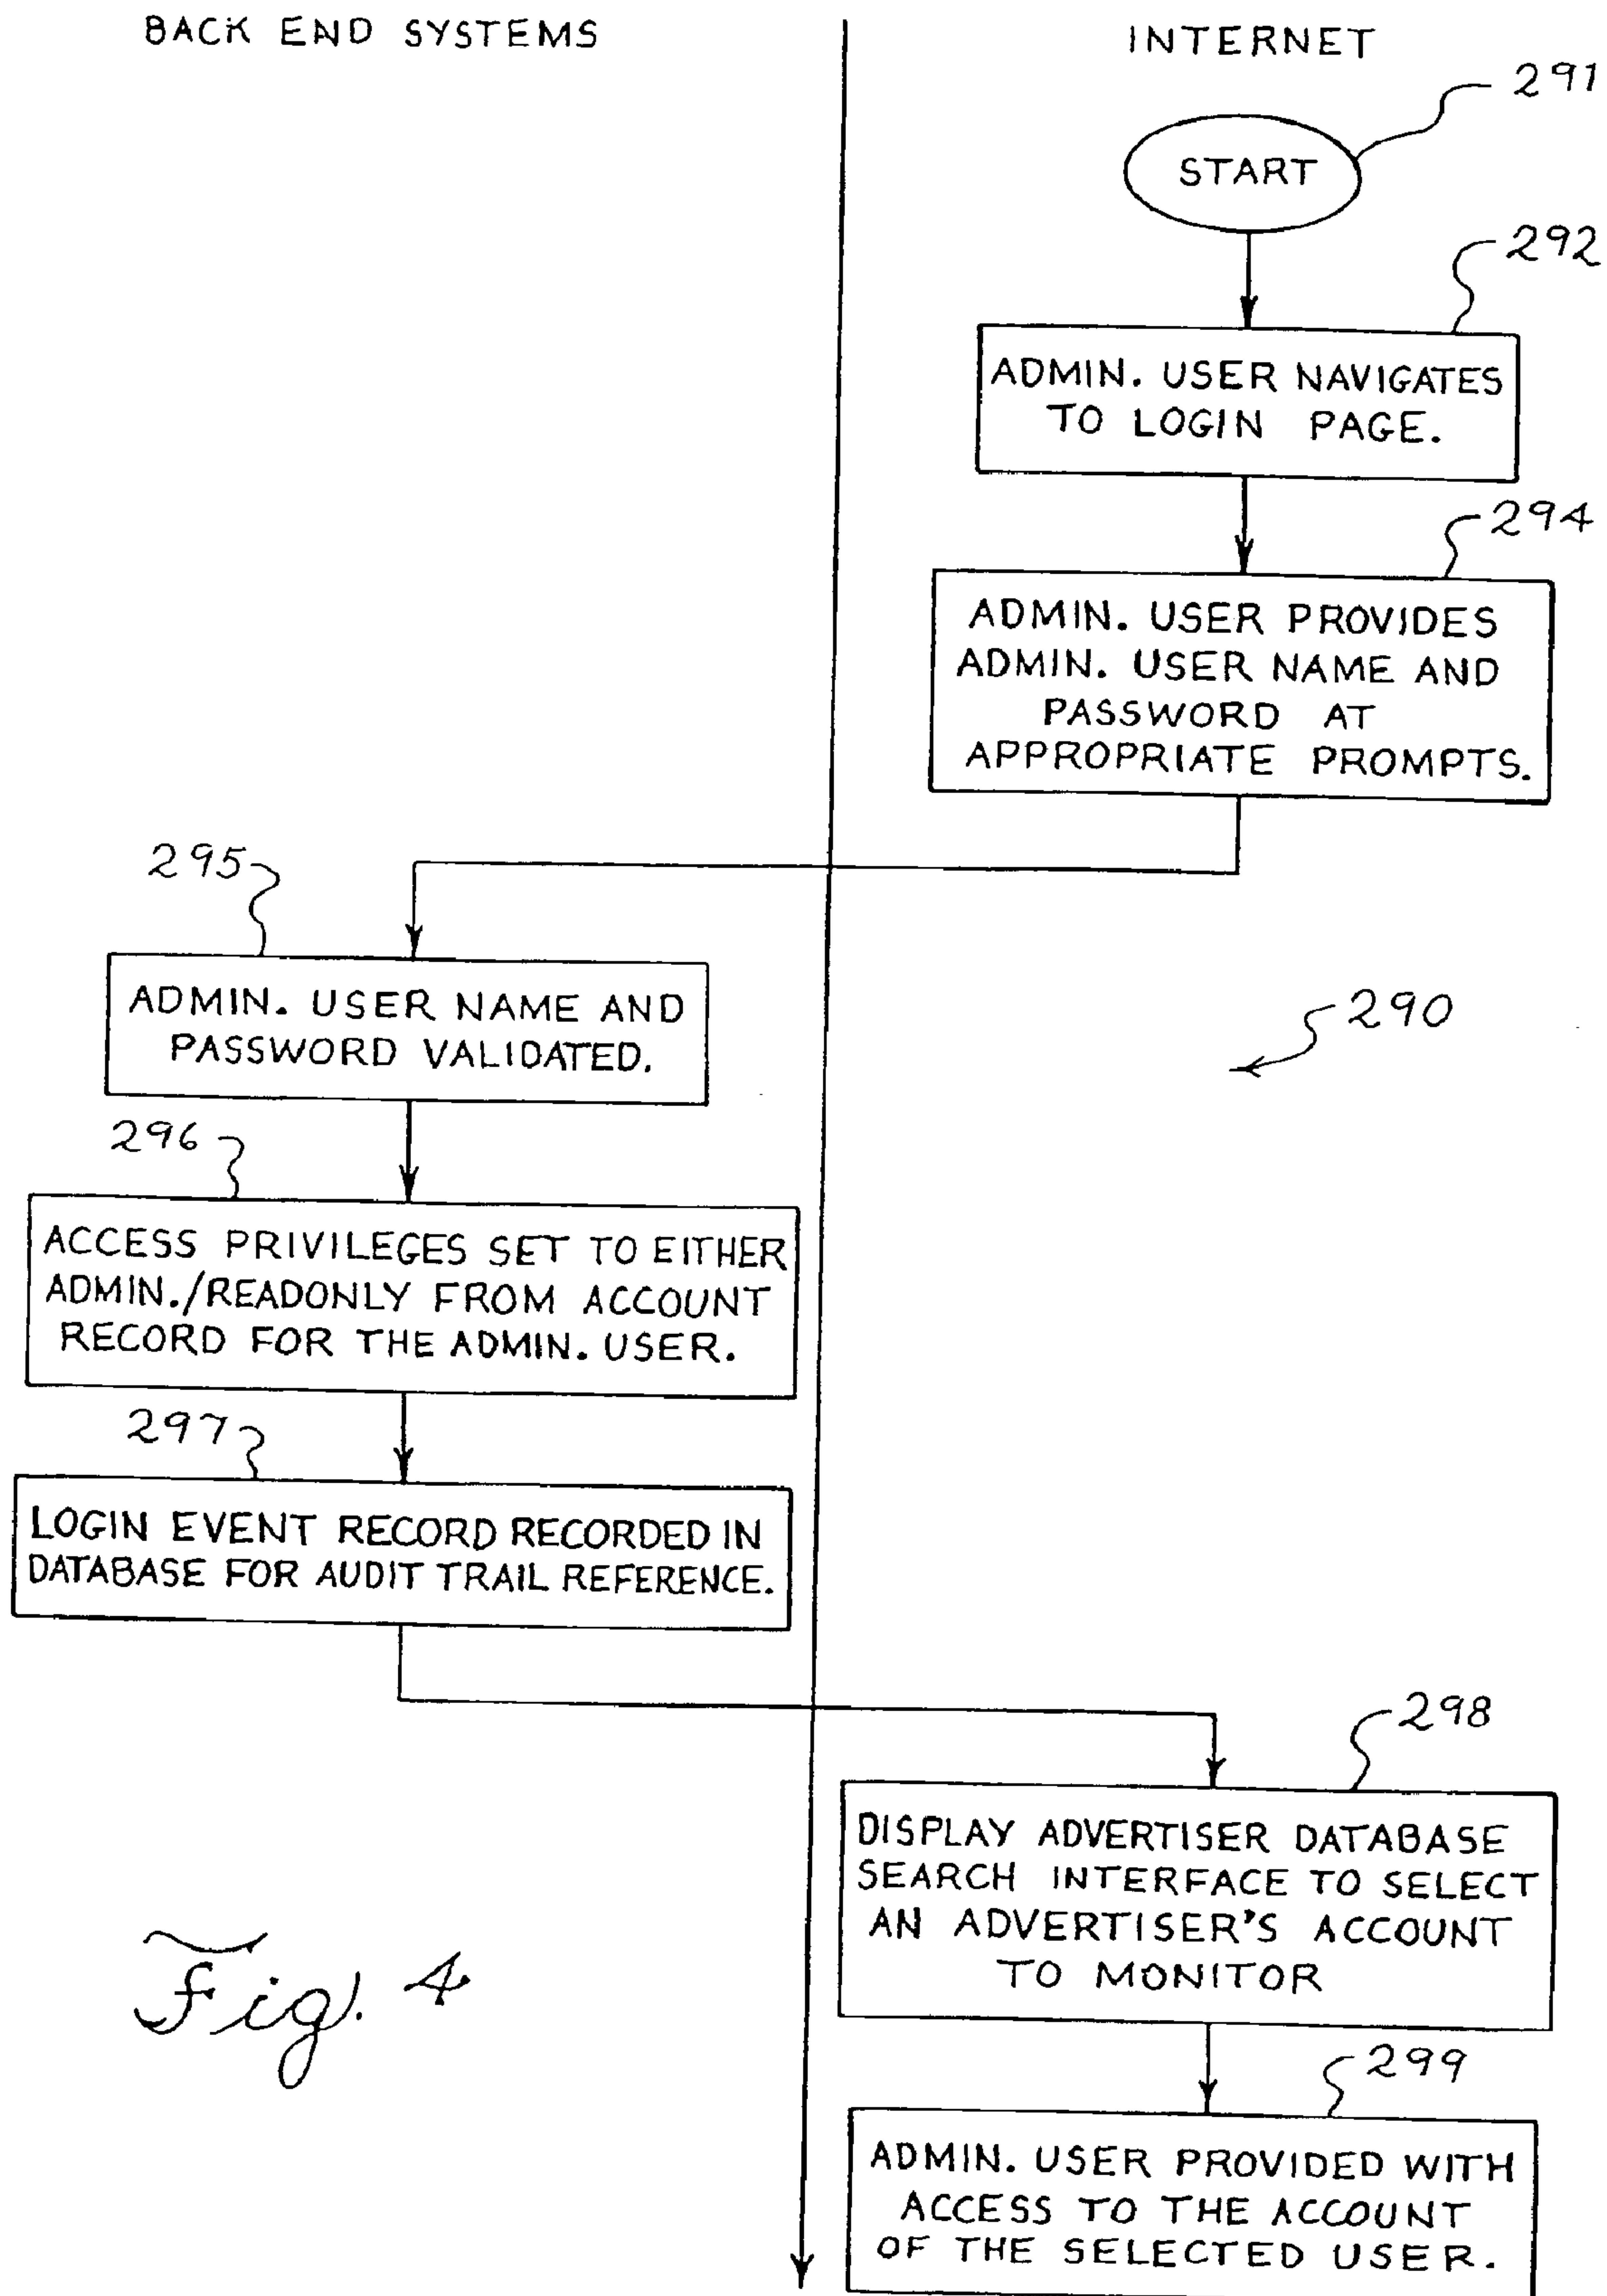 BACK END SYSTEMS
INTERNET
291
START
292
ADMIN. USER NAVIGATES
TO LOGIN PAGE.
294
ADMIN. USER PROVIDES
ADMIN. USER NAME AND
PASSWORD AT
APPROPRIATE PROMPTS.
295
ADMIN. USER NAME AND
PASSWORD VALIDATED.
290
296
ACCESS PRIVILEGES SET TO EITHER
ADMIN./READONLY FROM ACCOUNT
RECORD FOR THE ADMIN. USER.
297
LOGIN EVENT RECORD RECORDED IN
DATABASE FOR AUDIT TRAIL REFERENCE.
298
DISPLAY ADVERTISER DATABASE
SEARCH INTERFACE TO SELECT
AN ADVERTISER'S ACCOUNT
TO MONITOR
Fig. 4
299
ADMIN. USER PROVIDED WITH
ACCESS TO THE ACCOUNT
OF THE SELECTED USER.